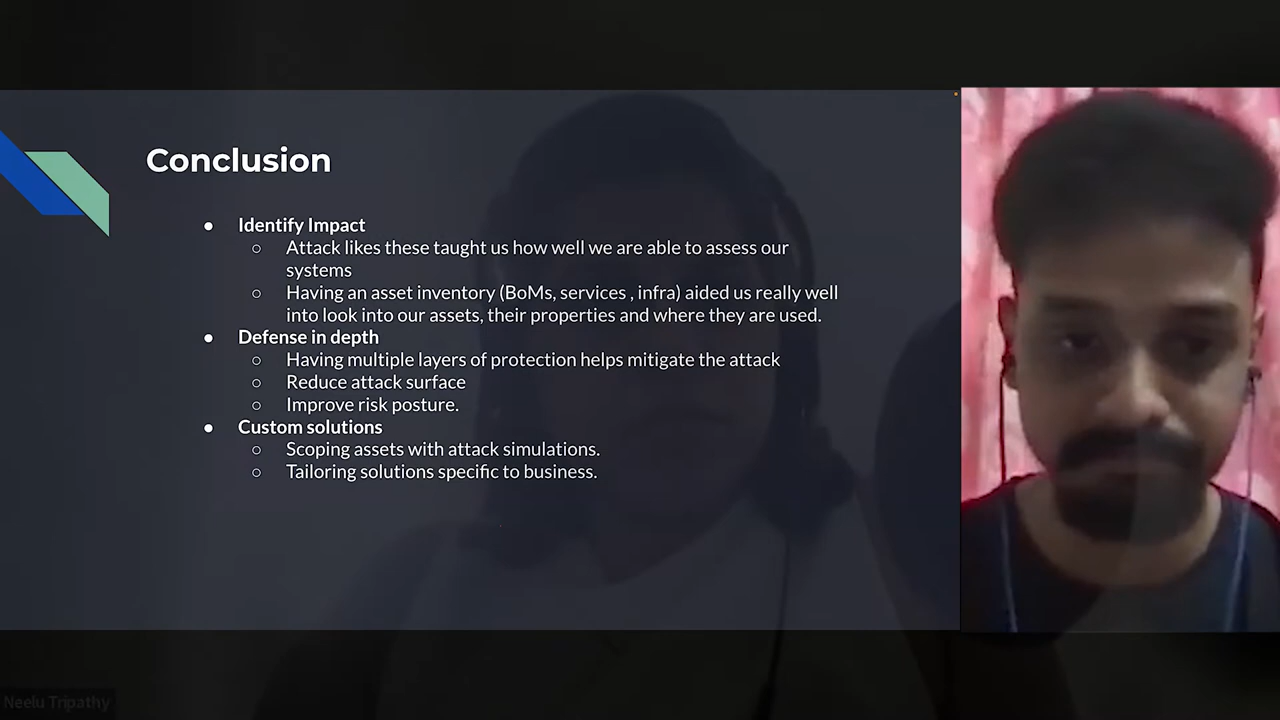 Conclusion
● Identify Impact
○ Attack likes these taught us how well we are able to assess our
systems
○ Having an asset inventory (BoMs, services , infra) aided us really well
into look into our assets, their properties and where they are used.
● Defense in depth
○ Having multiple layers of protection helps mitigate the attack
○ Reduce attack surface
○ Improve risk posture.
● Custom solutions
○ Scoping assets with attack simulations.
○ Tailoring solutions specific to business.
Neelu Tripathy